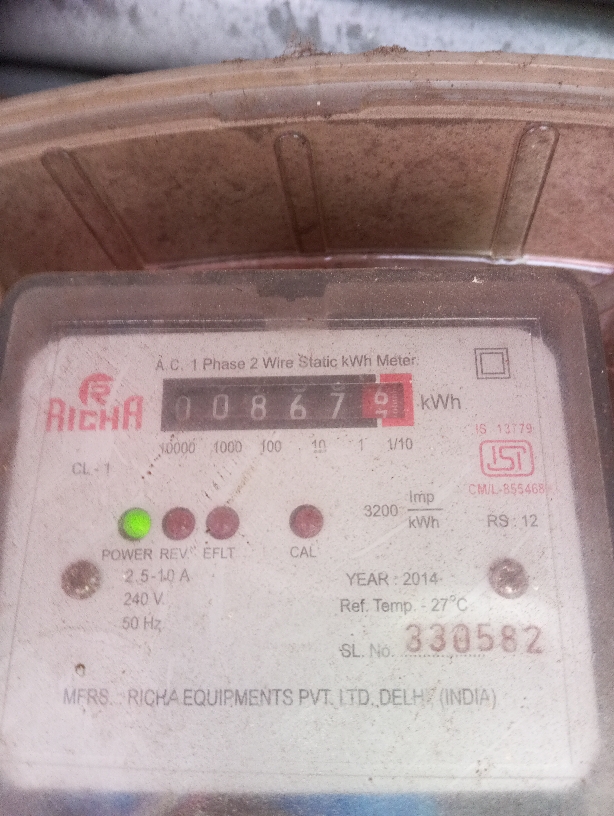 A.C. 1 Phase 2 Wire Static kWh Meter
RICHA
0 0 8 6 7 kWh
10000 1000 100 10 1 1/10
IS 13779
ISI
CM/L-855468
CL - 1
3200 Imp/kWh
RS : 12
POWER REV. EFLT CAL
2.5-10 A
240 V.
50 Hz
YEAR : 2014
Ref. Temp. - 27°C
SL. No. 330582
MFRS. : RICHA EQUIPMENTS PVT. LTD. DELHI (INDIA)